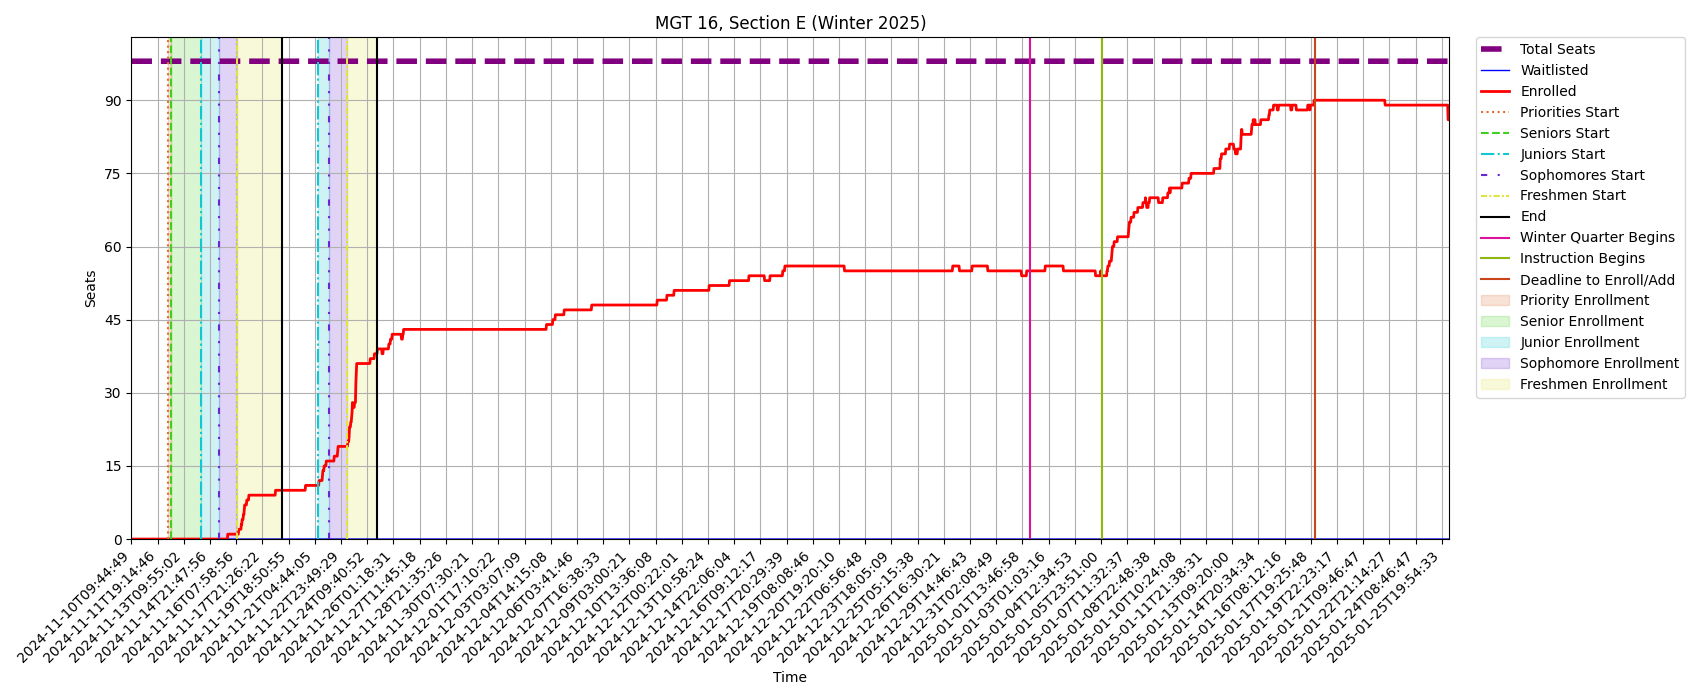 MGT 16, Section E (Winter 2025)
Seats
90
75
60
45
30
15
0
2024-11-10T09:44:49
2024-11-11T19:14:46
2024-11-13T09:55:02
2024-11-14T21:47:56
2024-11-16T07:58:56
2024-11-17T21:26:22
2024-11-19T18:50:55
2024-11-21T04:44:05
2024-11-22T23:49:29
2024-11-24T09:40:52
2024-11-26T01:18:31
2024-11-27T11:45:18
2024-11-28T21:35:26
2024-11-30T07:30:21
2024-12-01T17:10:22
2024-12-03T03:07:09
2024-12-04T14:15:08
2024-12-06T03:41:46
2024-12-07T16:38:33
2024-12-09T03:00:21
2024-12-10T13:36:08
2024-12-12T00:22:01
2024-12-13T10:58:24
2024-12-14T22:06:04
2024-12-16T09:12:17
2024-12-17T20:29:39
2024-12-19T08:08:46
2024-12-20T19:20:10
2024-12-22T06:56:48
2024-12-23T18:05:09
2024-12-25T05:15:38
2024-12-26T16:30:21
2024-12-29T14:46:43
2024-12-31T02:08:49
2025-01-01T13:46:58
2025-01-03T01:03:16
2025-01-04T12:34:53
2025-01-05T23:51:00
2025-01-07T11:32:37
2025-01-08T22:48:38
2025-01-10T10:24:08
2025-01-11T21:38:31
2025-01-13T09:20:00
2025-01-14T20:34:34
2025-01-16T08:12:16
2025-01-17T19:25:48
2025-01-19T22:23:17
2025-01-21T09:46:47
2025-01-22T21:14:27
2025-01-24T08:46:47
2025-01-25T19:54:33
Time
Total Seats
Waitlisted
Enrolled
Priorities Start
Seniors Start
Juniors Start
Sophomores Start
Freshmen Start
End
Winter Quarter Begins
Instruction Begins
Deadline to Enroll/Add
Priority Enrollment
Senior Enrollment
Junior Enrollment
Sophomore Enrollment
Freshmen Enrollment